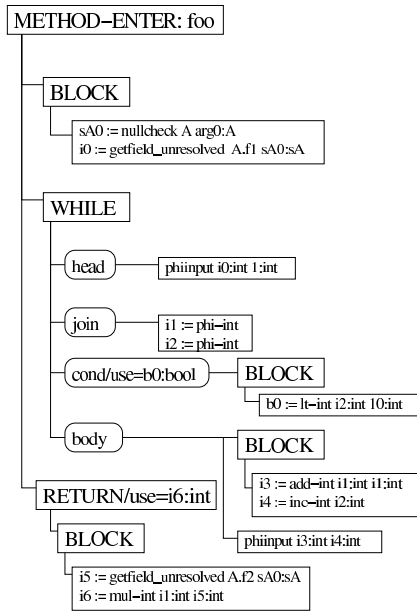 METHOD−ENTER: foo
BLOCK
sA0 := nullcheck A arg0:A
i0 := getfield_unresolved A.f1 sA0:sA
WHILE
head
phiinput i0:int 1:int
join
i1 := phi−int
i2 := phi−int
cond/use=b0:bool
BLOCK
b0 := lt−int i2:int 10:int
body
BLOCK
i3 := add−int i1:int i1:int
i4 := inc−int i2:int
phiinput i3:int i4:int
RETURN/use=i6:int
BLOCK
i5 := getfield_unresolved A.f2 sA0:sA
i6 := mul−int i1:int i5:int